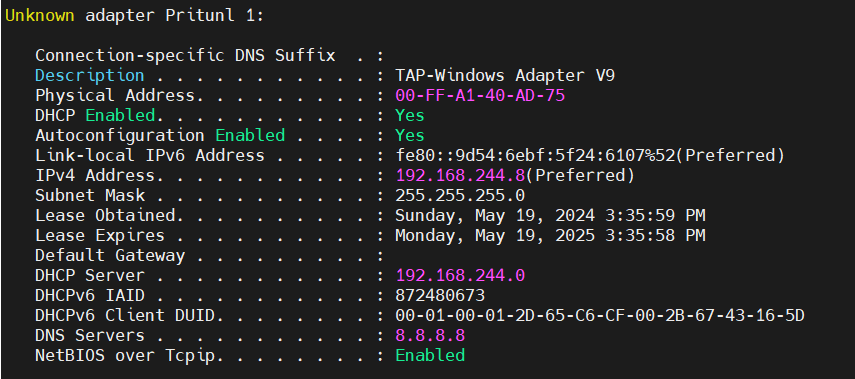 Unknown adapter Pritunl 1:
Connection-specific DNS Suffix  . :
Description . . . . . . . . . . . : TAP-Windows Adapter V9
Physical Address. . . . . . . . . : 00-FF-A1-40-AD-75
DHCP Enabled. . . . . . . . . . . : Yes
Autoconfiguration Enabled . . . . : Yes
Link-local IPv6 Address . . . . . : fe80::9d54:6ebf:5f24:6107%52(Preferred)
IPv4 Address. . . . . . . . . . . : 192.168.244.8(Preferred)
Subnet Mask . . . . . . . . . . . : 255.255.255.0
Lease Obtained. . . . . . . . . . : Sunday, May 19, 2024 3:35:59 PM
Lease Expires . . . . . . . . . . : Monday, May 19, 2025 3:35:58 PM
Default Gateway . . . . . . . . . :
DHCP Server . . . . . . . . . . . : 192.168.244.0
DHCPv6 IAID . . . . . . . . . . . : 872480673
DHCPv6 Client DUID. . . . . . . . : 00-01-00-01-2D-65-C6-CF-00-2B-67-43-16-5D
DNS Servers . . . . . . . . . . . : 8.8.8.8
NetBIOS over Tcpip. . . . . . . . : Enabled